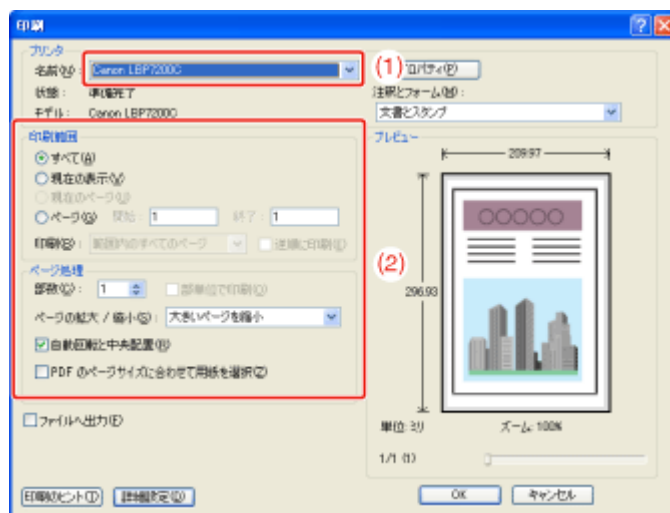 印刷
プリンタ
名前(N): Canon LBP7200C
(1)
ロパティ(P)
状態: 準備完了
注釈とフォーム(M):
モデル: Canon LBP7200C
文書とスタンプ
印刷範囲
プレビュー
すべて(A)
209.97
現在の表示(V)
現在のページ(U)
ページ(G) 開始: 1 終了: 1
印刷(B): 範囲内のすべてのページ 逆順に印刷(E)
(2)
ページ処理
部数(C): 1 部単位で印刷(O)
296.93
ページの拡大 / 縮小(S): 大きいページを縮小
自動回転と中央配置(R)
PDF のページサイズに合わせて用紙を選択(Z)
ファイルへ出力(F)
単位: ミリ ズーム: 100%
1/1 (1)
印刷のヒント(T) 詳細設定(D) OK キャンセル